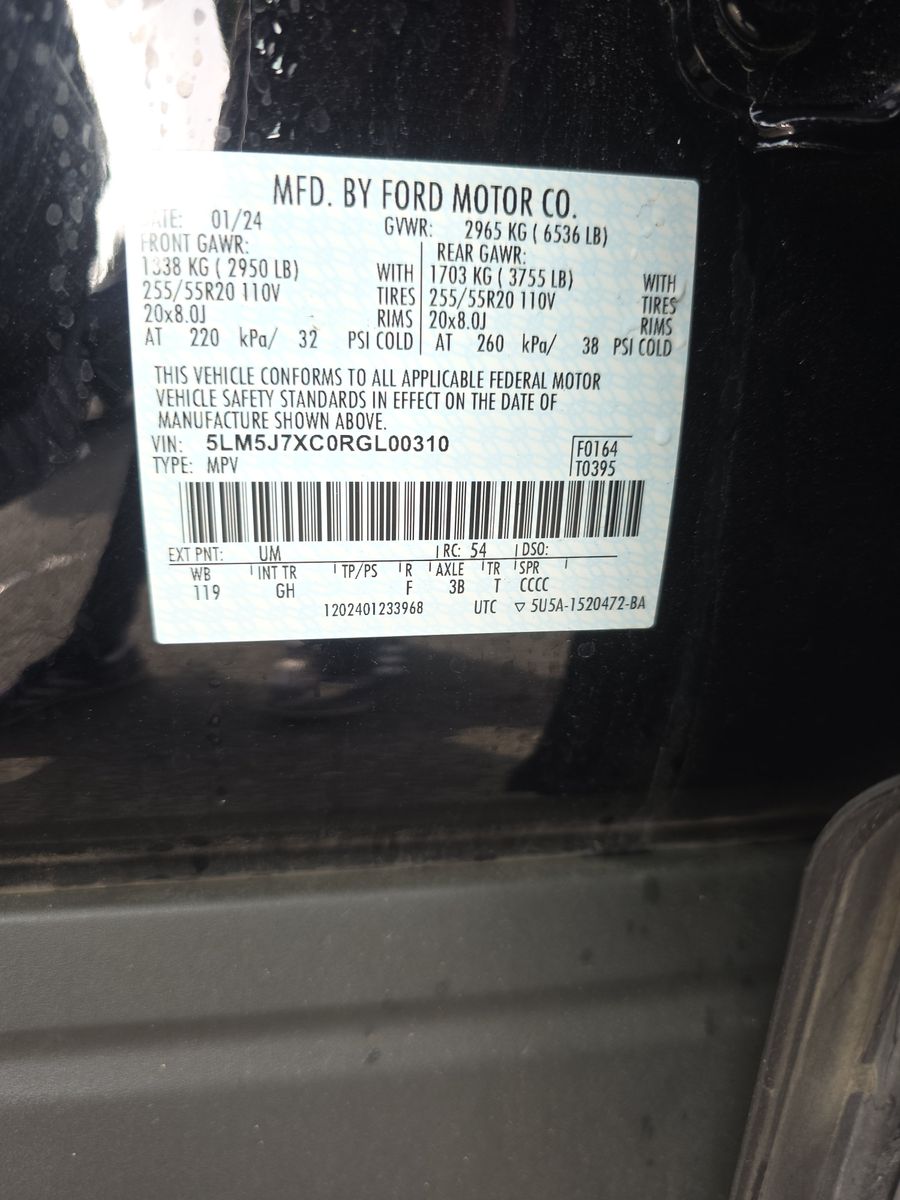 MFD. BY FORD MOTOR CO.
DATE: 01/24 GVWR: 2965 KG ( 6536 LB)
FRONT GAWR: REAR GAWR:
1338 KG ( 2950 LB) WITH 1703 KG ( 3755 LB) WITH
255/55R20 110V TIRES 255/55R20 110V TIRES
20x8.0J RIMS 20x8.0J RIMS
AT 220 kPa/ 32 PSI COLD AT 260 kPa/ 38 PSI COLD
THIS VEHICLE CONFORMS TO ALL APPLICABLE FEDERAL MOTOR
VEHICLE SAFETY STANDARDS IN EFFECT ON THE DATE OF
MANUFACTURE SHOWN ABOVE.
VIN: 5LM5J7XC0RGL00310 F0164
TYPE: MPV T0395
EXT PNT: UM RC: 54 DSO:
WB INT TR TP/PS R AXLE TR SPR
119 GH F 3B T CCCC
1202401233968 UTC ▽ 5U5A-1520472-BA